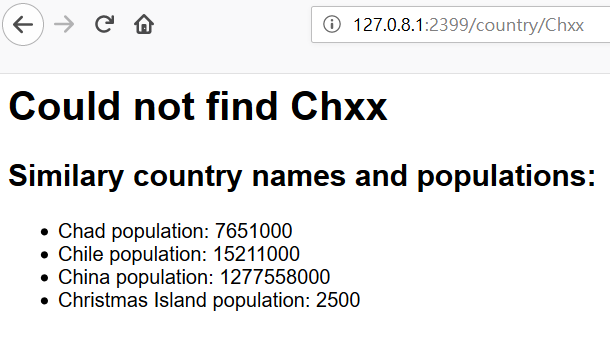 127.0.8.1:2399/country/Chxx
Could not find Chxx
Similary country names and populations:
• Chad population: 7651000
• Chile population: 15211000
• China population: 1277558000
• Christmas Island population: 2500